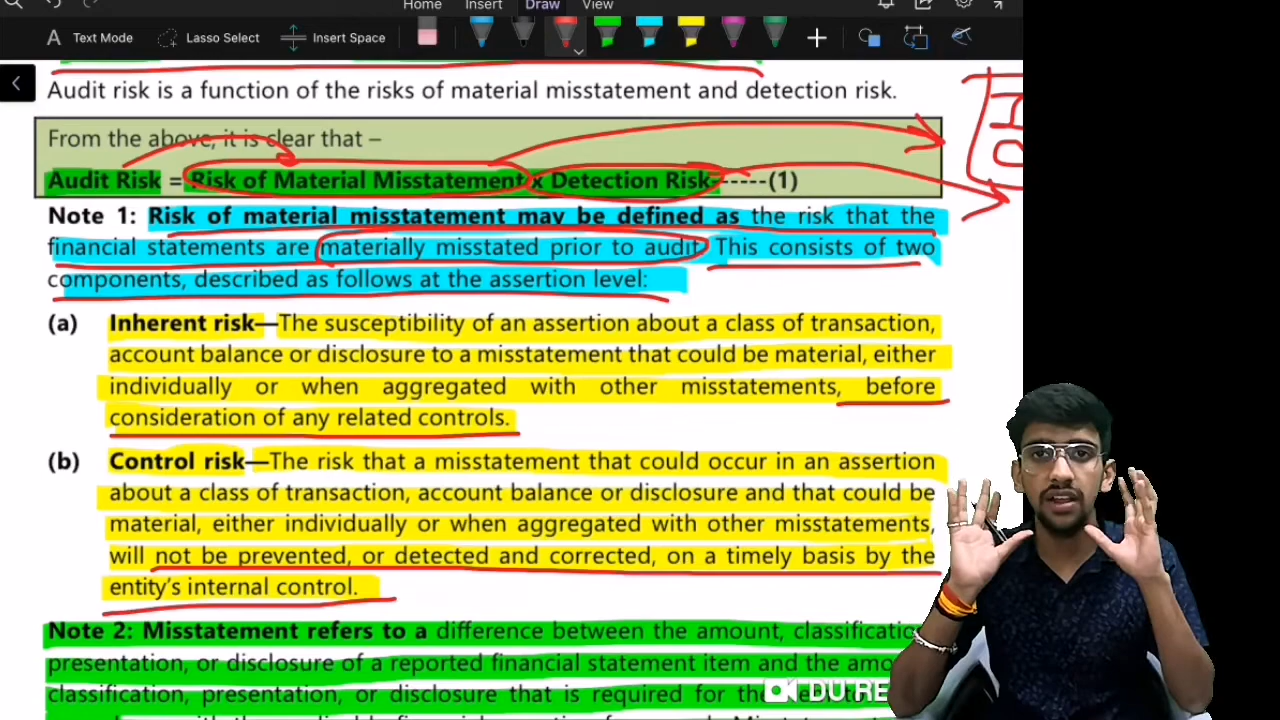 Home Insert Draw View
Text Mode Lasso Select Insert Space
Audit risk is a function of the risks of material misstatement and detection risk.
From the above, it is clear that –
Audit Risk = Risk of Material Misstatement x Detection Risk-----(1)
Note 1: Risk of material misstatement may be defined as the risk that the
financial statements are materially misstated prior to audit. This consists of two
components, described as follows at the assertion level:
(a) Inherent risk—The susceptibility of an assertion about a class of transaction,
account balance or disclosure to a misstatement that could be material, either
individually or when aggregated with other misstatements, before
consideration of any related controls.
(b) Control risk—The risk that a misstatement that could occur in an assertion
about a class of transaction, account balance or disclosure and that could be
material, either individually or when aggregated with other misstatements,
will not be prevented, or detected and corrected, on a timely basis by the
entity's internal control.
Note 2: Misstatement refers to a difference between the amount,
presentation, or disclosure of a reported financial statement item and the
classification, presentation, or disclosure that is required for the
DU RE